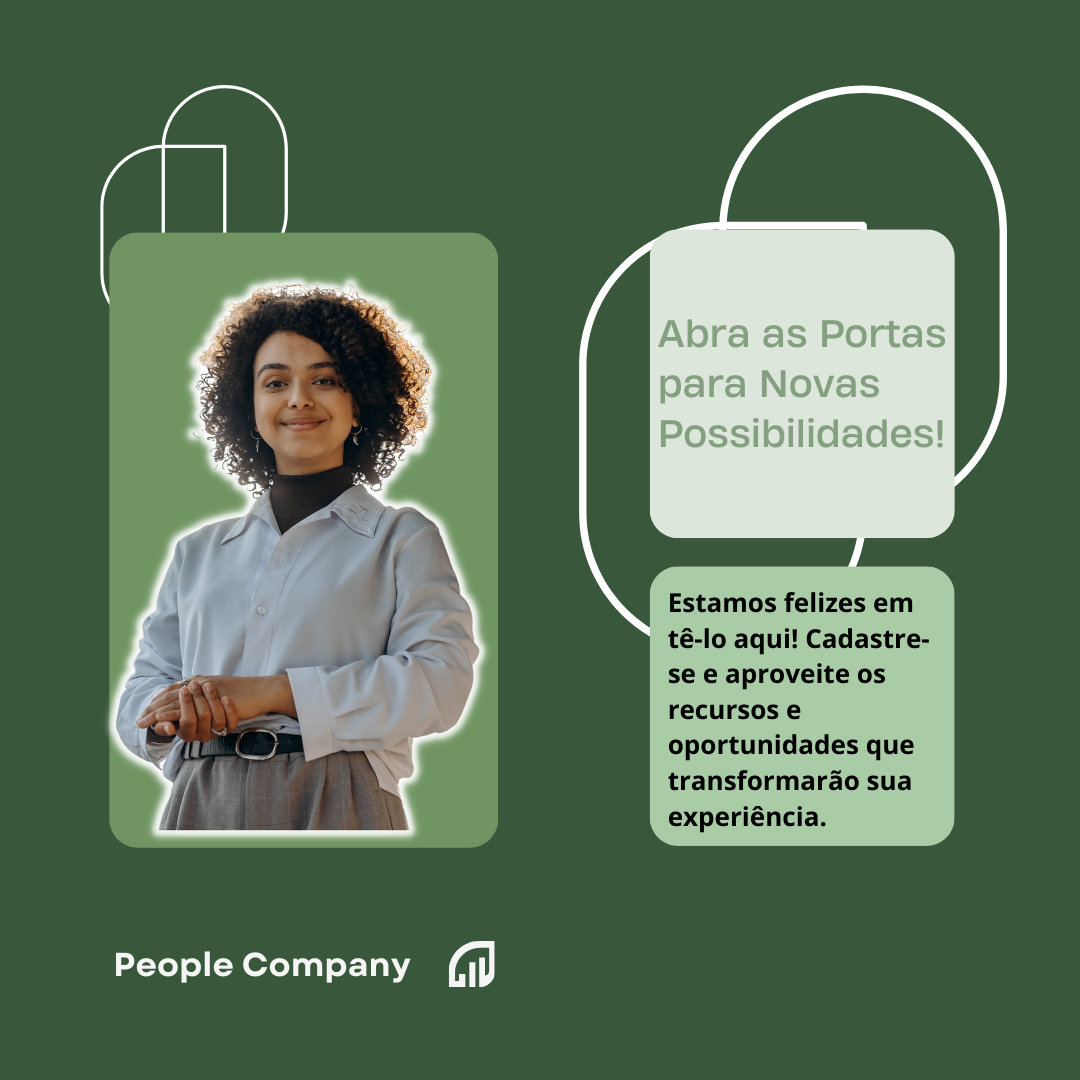 Abra as Portas
para Novas
Possibilidades!
Estamos felizes em
tê-lo aqui! Cadastre-
se e aproveite os
recursos e
oportunidades que
transformarão sua
experiência.
People Company